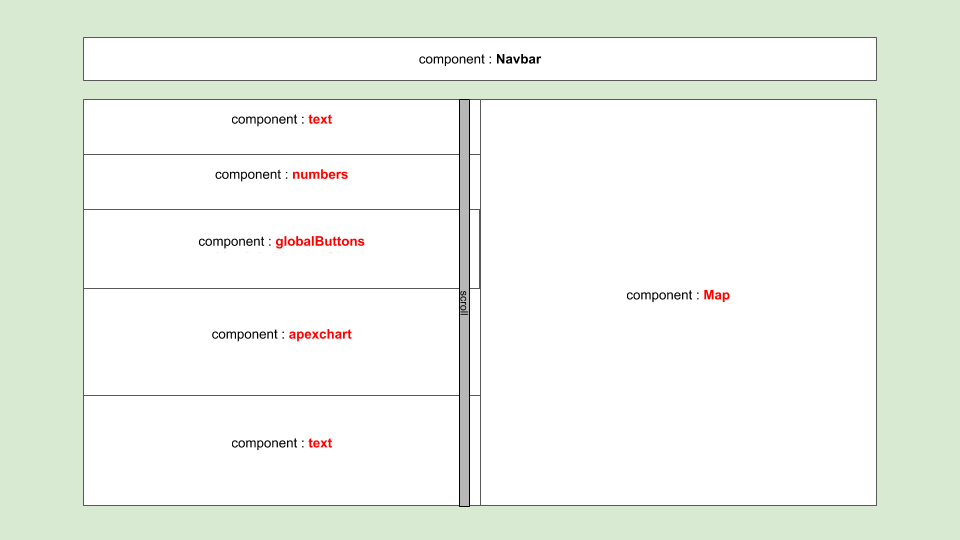 component : Navbar
component : text
component : numbers
component : globalButtons
component : apexchart
component : text
scroll
component : Map